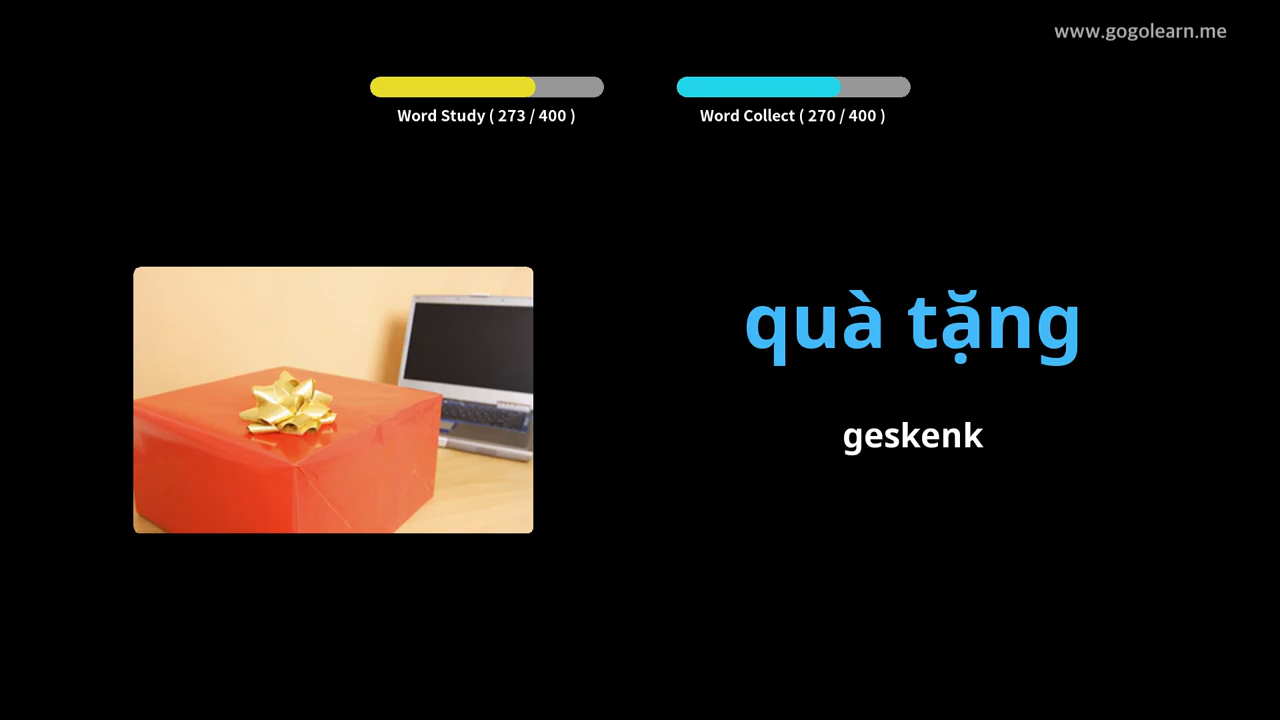 www.gogolearn.me
Word Study ( 273 / 400 )
Word Collect ( 270 / 400 )
quà tặng
geskenk